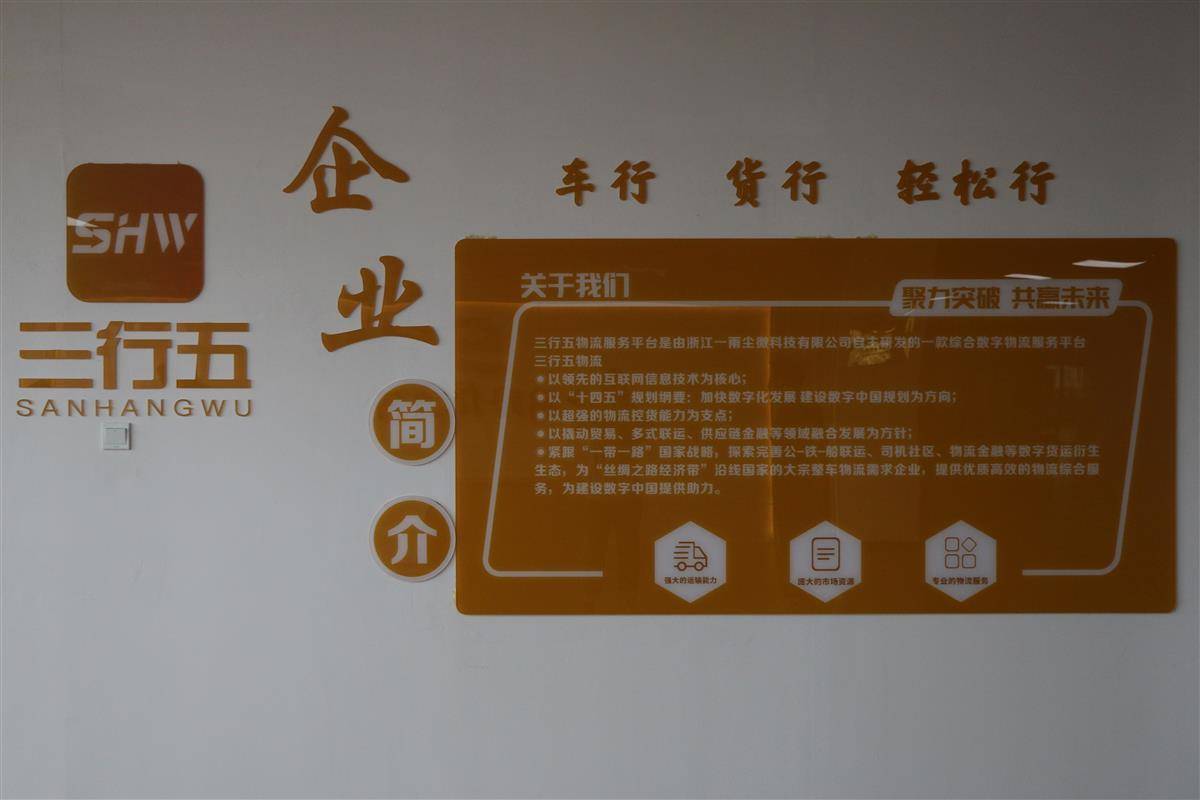 SHW
三行五
SANHANGWU
企业
简介
车行 货行 轻松行
关于我们
聚力突破 共赢未来
三行五物流服务平台是由浙江一雨尘微科技有限公司自主研发的一款综合数字物流服务平台
三行五物流
●以领先的互联网信息技术为核心；
●以“十四五”规划纲要：加快数字化发展 建设数字中国规划为方向；
●以超强的物流控货能力为支点；
●以撬动贸易、多式联运、供应链金融等领域融合发展为方针；
●紧跟“一带一路”国家战略，探索完善公-铁-船联运、司机社区、物流金融等数字货运衍生
生态，为“丝绸之路经济带”沿线国家的大宗整车物流需求企业，提供优质高效的物流综合服
务，为建设数字中国提供助力。
强大的运输能力
庞大的市场资源
专业的物流服务